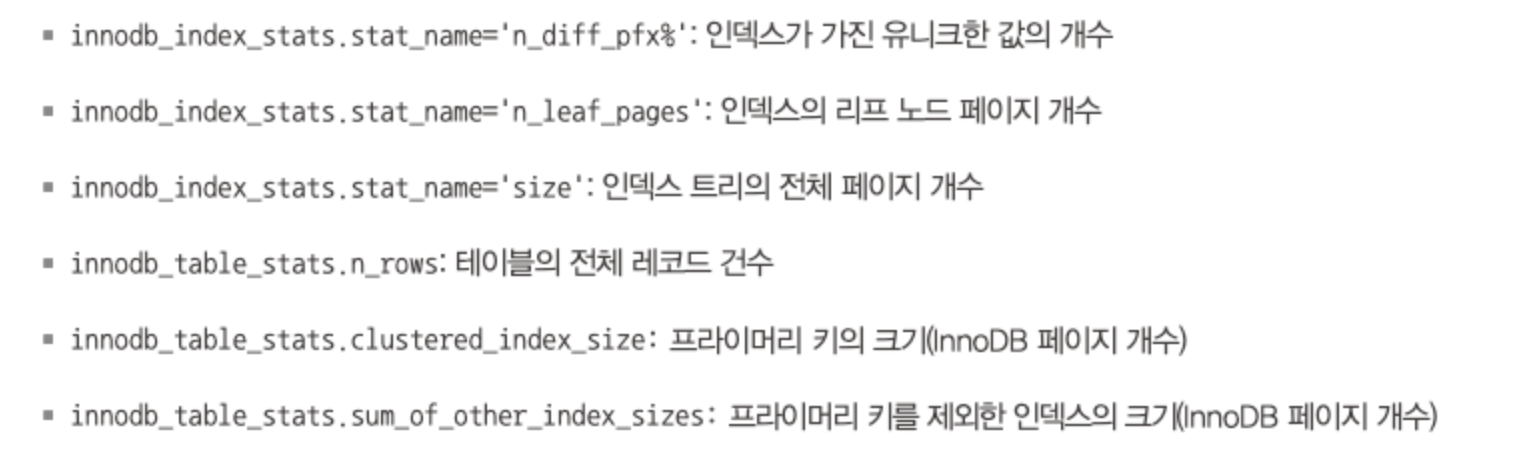 ▪ innodb_index_stats.stat_name='n_diff_pfx%': 인덱스가 가진 유니크한 값의 개수
▪ innodb_index_stats.stat_name='n_leaf_pages': 인덱스의 리프 노드 페이지 개수
▪ innodb_index_stats.stat_name='size': 인덱스 트리의 전체 페이지 개수
▪ innodb_table_stats.n_rows: 테이블의 전체 레코드 건수
▪ innodb_table_stats.clustered_index_size: 프라이머리 키의 크기(InnoDB 페이지 개수)
▪ innodb_table_stats.sum_of_other_index_sizes: 프라이머리 키를 제외한 인덱스의 크기(InnoDB 페이지 개수)